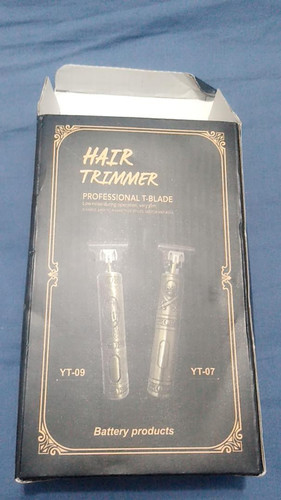 HAIR
TRIMMER
PROFESSIONAL T-BLADE
YT-09
YT-07
Battery products